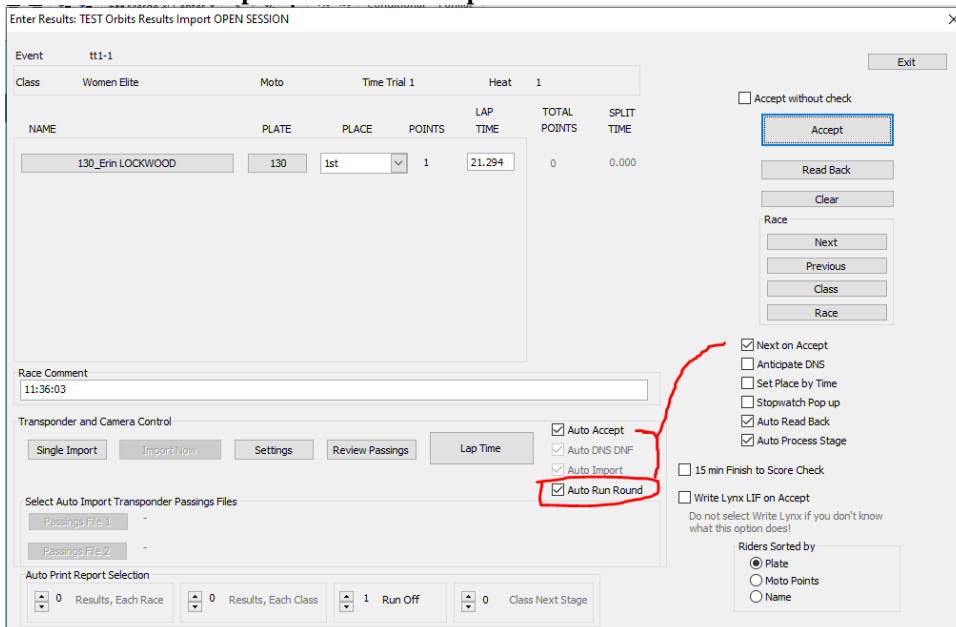 Enter Results: TEST Orbits Results Import OPEN SESSION
Event tt1-1
Exit
Class Women Elite Moto Time Trial 1 Heat 1
NAME PLATE PLACE POINTS LAP TIME TOTAL POINTS SPLIT TIME
130_Erin LOCKWOOD 130 1st 1 21.294 0 0.000
Accept without check
Accept
Read Back
Clear
Race
Next
Previous
Class
Race
Next on Accept
Anticipate DNS
Set Place by Time
Stopwatch Pop up
Auto Read Back
Auto Process Stage
Race Comment
11:36:03
Transponder and Camera Control
Single Import Import Now Settings Review Passings Lap Time
Auto Accept
Auto DNS DNF
Auto Import
Auto Run Round
15 min Finish to Score Check
Write Lynx LIF on Accept
Do not select Write Lynx if you don't know
what this option does!
Select Auto Import Transponder Passings Files
Passings File 1 -
Passings File 2 -
Riders Sorted by
Plate
Moto Points
Name
Auto Print Report Selection
0 Results, Each Race 0 Results, Each Class 1 Run Off 0 Class Next Stage